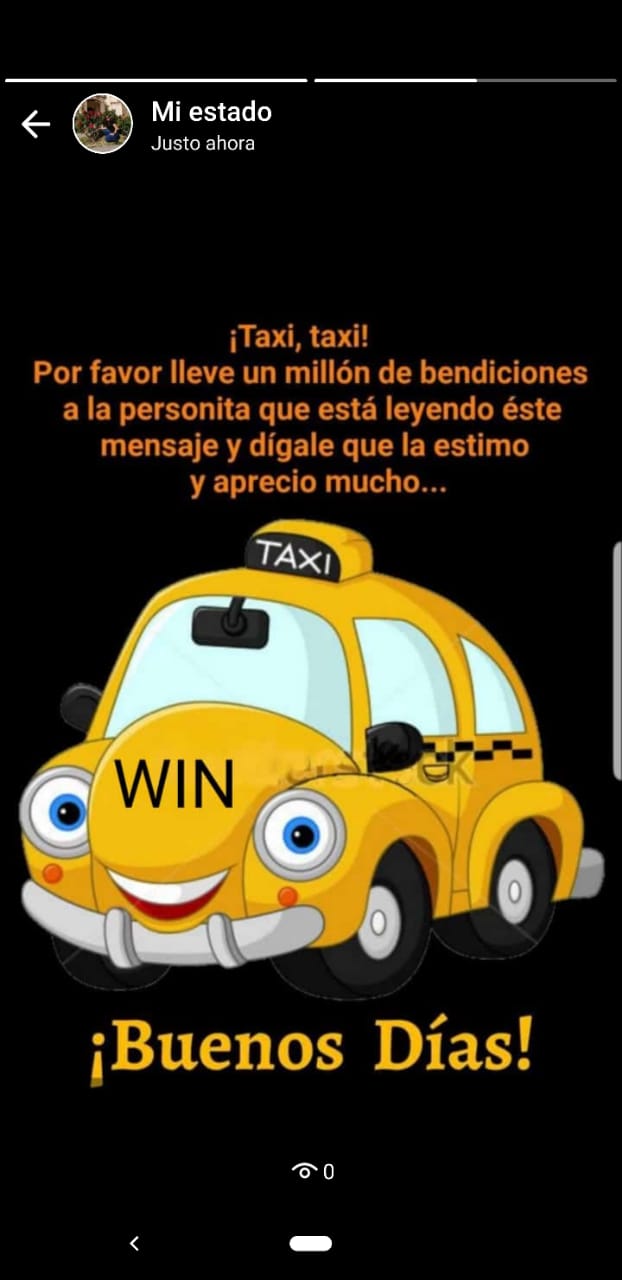 Mi estado
Justo ahora
¡Taxi, taxi!
Por favor lleve un millón de bendiciones
a la personita que está leyendo éste
mensaje y dígale que la estimo
y aprecio mucho...
TAXI
WIN
¡Buenos Días!
0